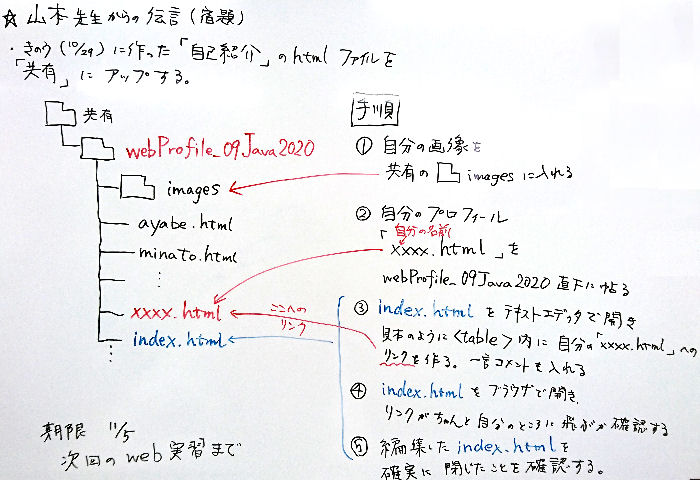 ☆ 山本先生からの伝言(宿題)
・きのう(10/29)に作った「自己紹介」のhtmlファイルを
「共有」にアップする。
共有
webProfile_09Java2020
images
ayabe.html
minato.html
⋮
xxxx.html
index.html
⋮
ここへの
リンク
手順
① 自分の画像を
共有の images に入れる
② 自分のプロフィール
自分の名前
「xxxx.html」を
webProfile_09Java2020 直下に貼る
③ index.htmlをテキストエディタで開き
見本のように<table>内に自分の「xxxx.html」への
リンクを作る。一言コメントも入れる
④ index.htmlをブラウザで開き、
リンクがちゃんと自分のところに飛ぶか確認する
⑤ 編集したindex.htmlを
確実に閉じたことを確認する。
期限 11/5
次回のweb実習まで